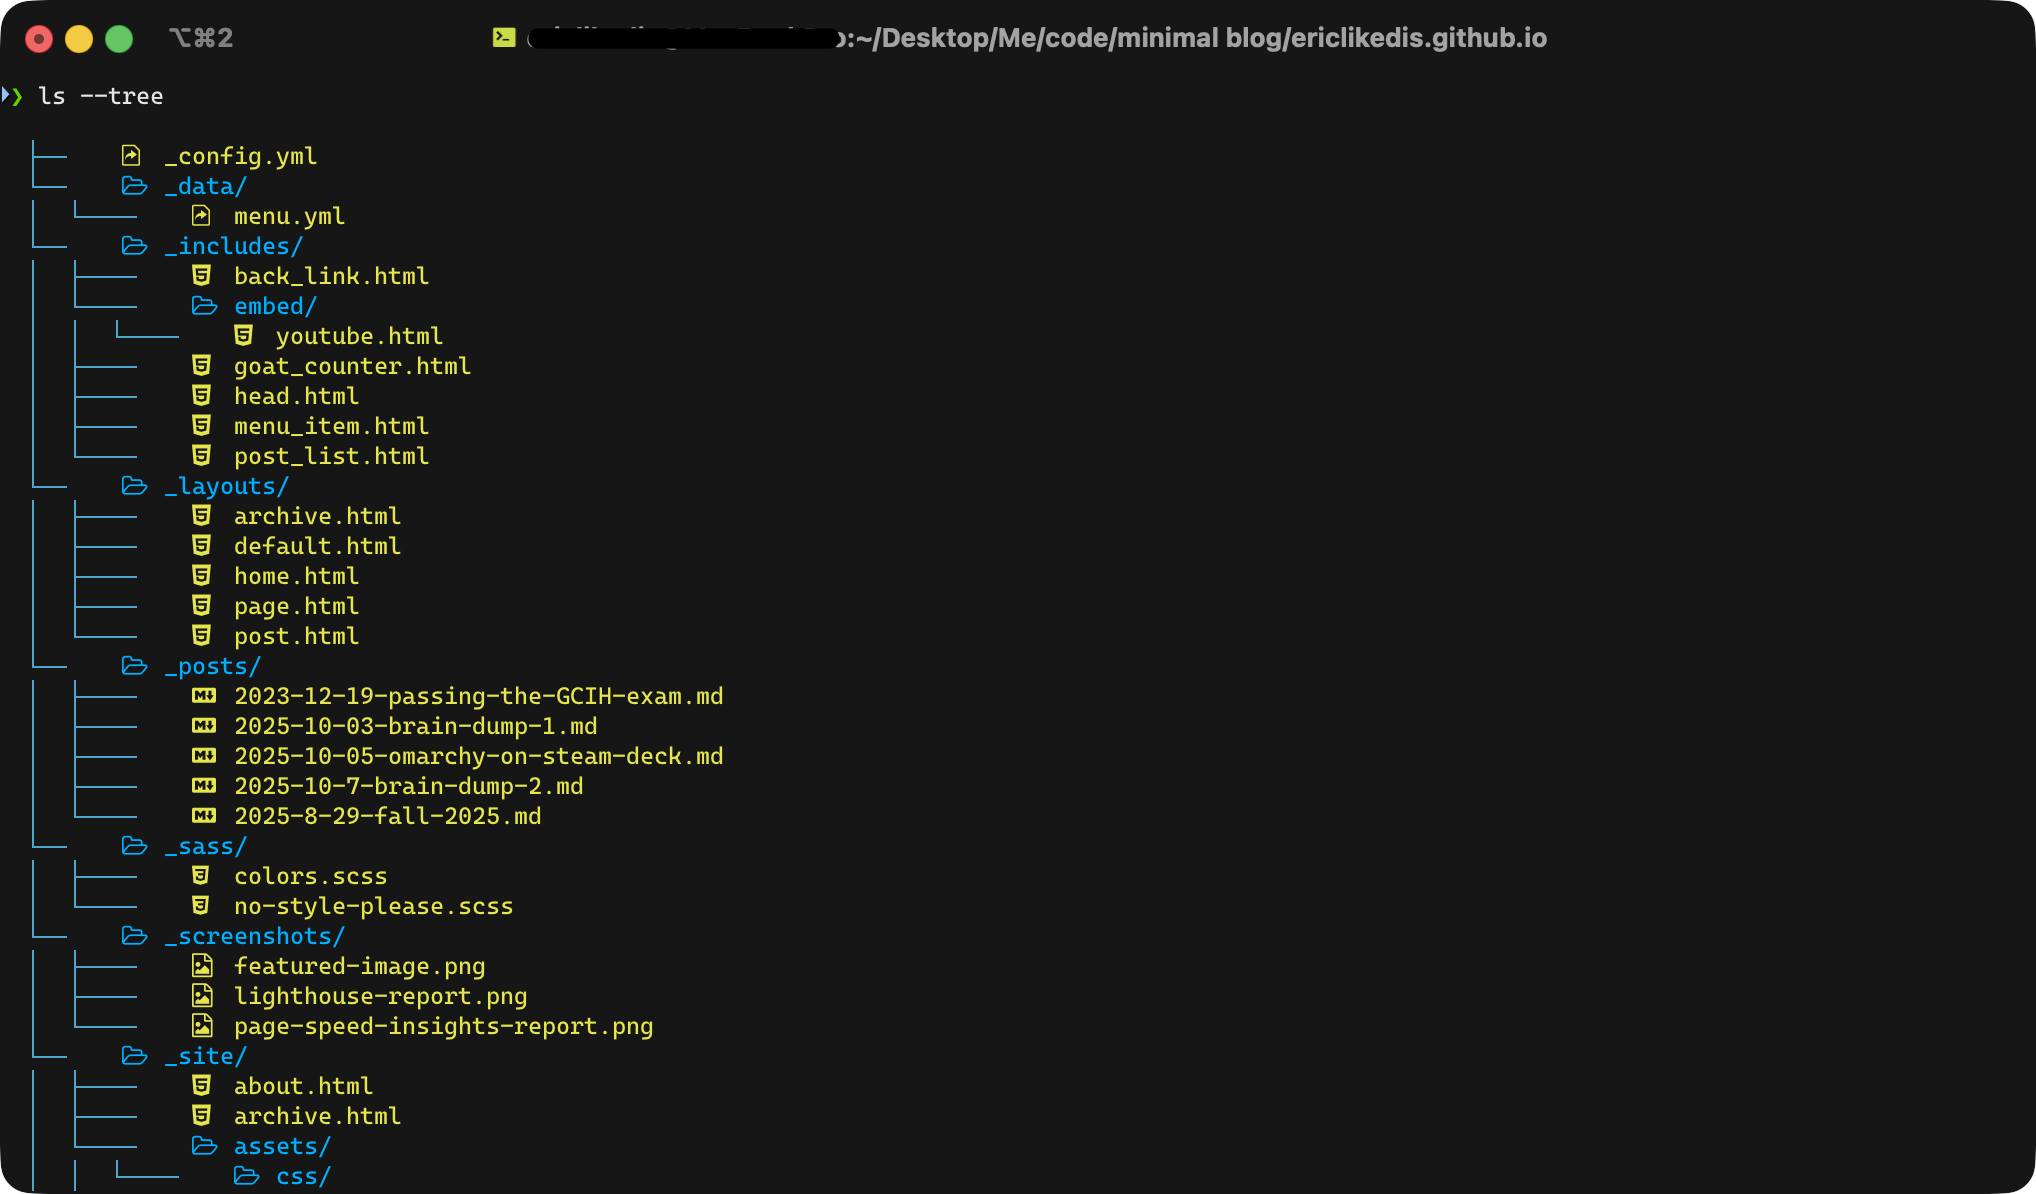 ⌥⌘2 :~/Desktop/Me/code/minimal blog/ericlikedis.github.io
❯ ls --tree
_config.yml
_data/
menu.yml
_includes/
back_link.html
embed/
youtube.html
goat_counter.html
head.html
menu_item.html
post_list.html
_layouts/
archive.html
default.html
home.html
page.html
post.html
_posts/
2023-12-19-passing-the-GCIH-exam.md
2025-10-03-brain-dump-1.md
2025-10-05-omarchy-on-steam-deck.md
2025-10-7-brain-dump-2.md
2025-8-29-fall-2025.md
_sass/
colors.scss
no-style-please.scss
_screenshots/
featured-image.png
lighthouse-report.png
page-speed-insights-report.png
_site/
about.html
archive.html
assets/
css/